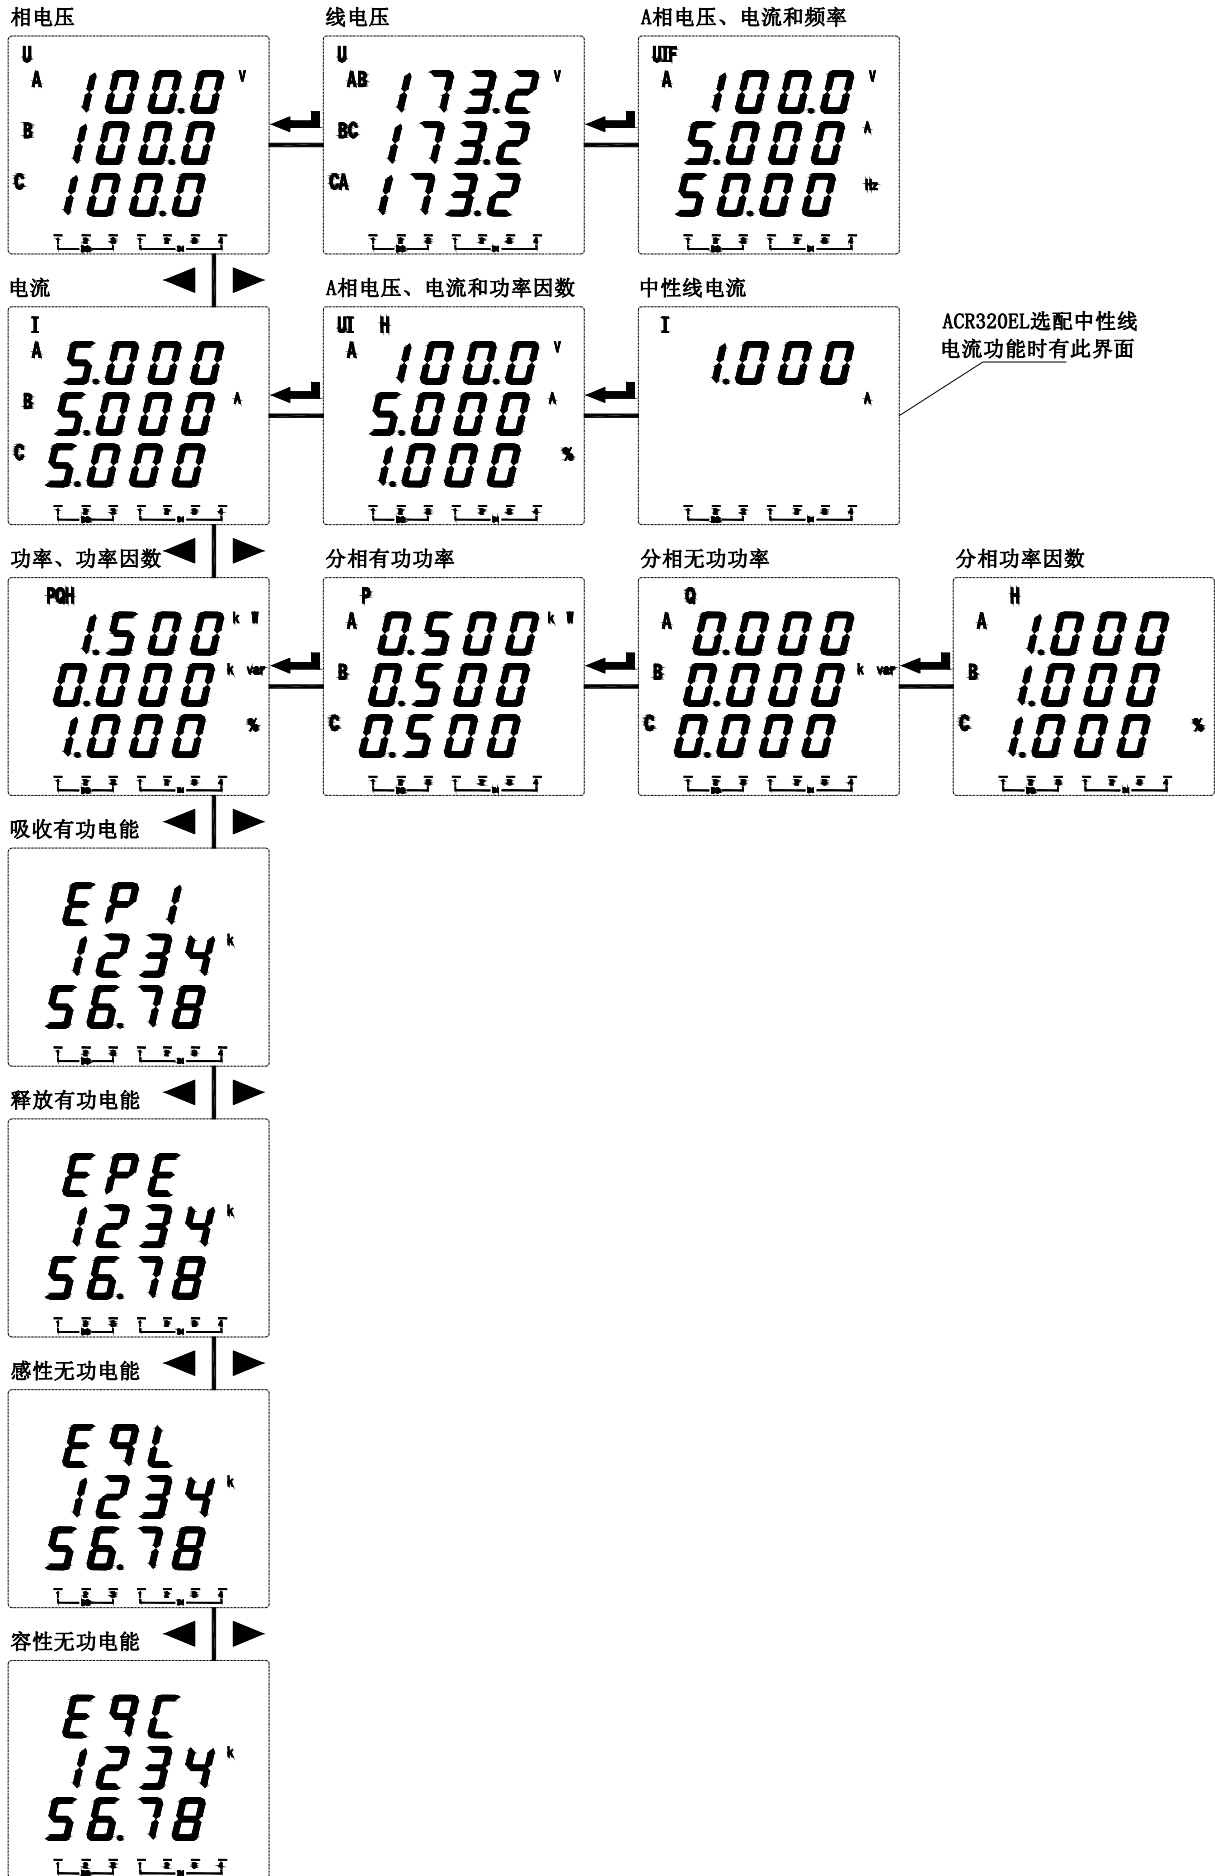 相电压
线电压
A相电压、电流和频率
U
A 100.0 V
B 100.0
C 100.0
U
AB 173.2 V
BC 173.2
CA 173.2
UIF
A 100.0 V
5.000 A
50.00 Hz
电流
A相电压、电流和功率因数
中性线电流
I
A 5.000
B 5.000 A
C 5.000
UI H
A 100.0 V
5.000 A
1.000 %
I
1.000
A
ACR320EL选配中性线
电流功能时有此界面
功率、功率因数
分相有功功率
分相无功功率
分相功率因数
PQH
1.500 k W
0.000 k var
1.000 %
P
A 0.500 k W
B 0.500
C 0.500
Q
A 0.000
B 0.000 k var
C 0.000
H
A 1.000
B 1.000
C 1.000 %
吸收有功电能
EPI
1234 k
56.78
释放有功电能
EPE
1234 k
56.78
感性无功电能
EqL
1234 k
56.78
容性无功电能
EqC
1234 k
56.78